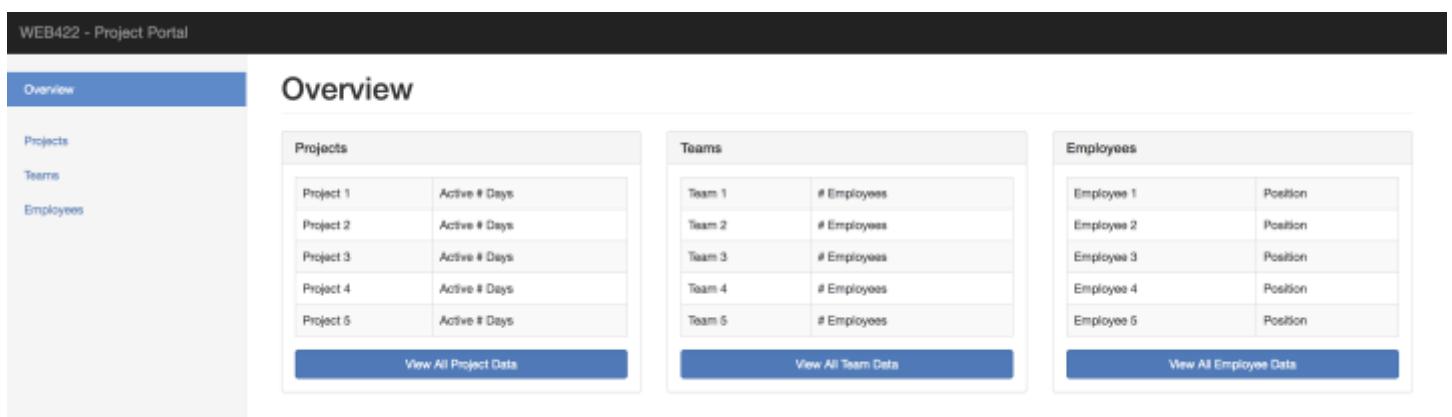 WEB422 - Project Portal
Overview
Projects
Teams
Employees
Overview
Projects
Project 1 Active # Days
Project 2 Active # Days
Project 3 Active # Days
Project 4 Active # Days
Project 5 Active # Days
View All Project Data
Teams
Team 1 # Employees
Team 2 # Employees
Team 3 # Employees
Team 4 # Employees
Team 5 # Employees
View All Team Data
Employees
Employee 1 Position
Employee 2 Position
Employee 3 Position
Employee 4 Position
Employee 5 Position
View All Employee Data